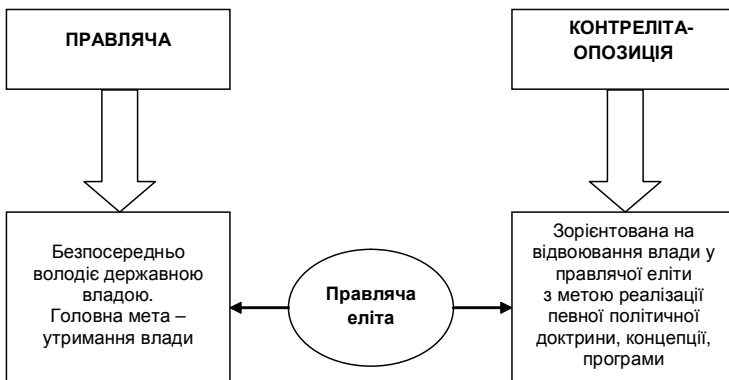 ПРАВЛЯЧА
КОНТРЕЛІТА-
ОПОЗИЦІЯ
Безпосередньо
володіє державною
владою.
Головна мета –
утримання влади
Правляча
еліта
Зорієнтована на
відвоювання влади у
правлячої еліти
з метою реалізації
певної політичної
доктрини, концепції,
програми